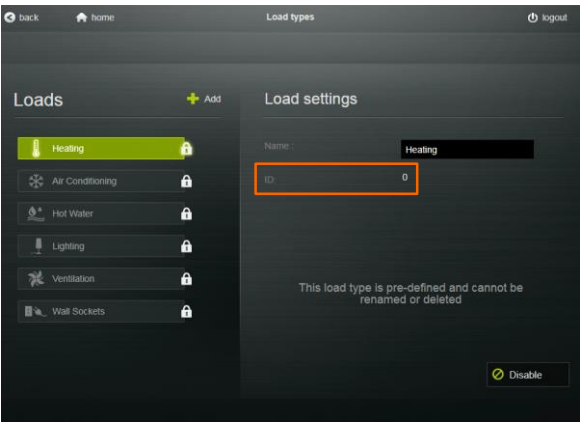 back
home
Load types
logout
Loads
Add
Load settings
Heating
Air Conditioning
Hot Water
Lighting
Ventilation
Wall Sockets
Name :
Heating
ID:
0
This load type is pre-defined and cannot be
renamed or deleted
Disable